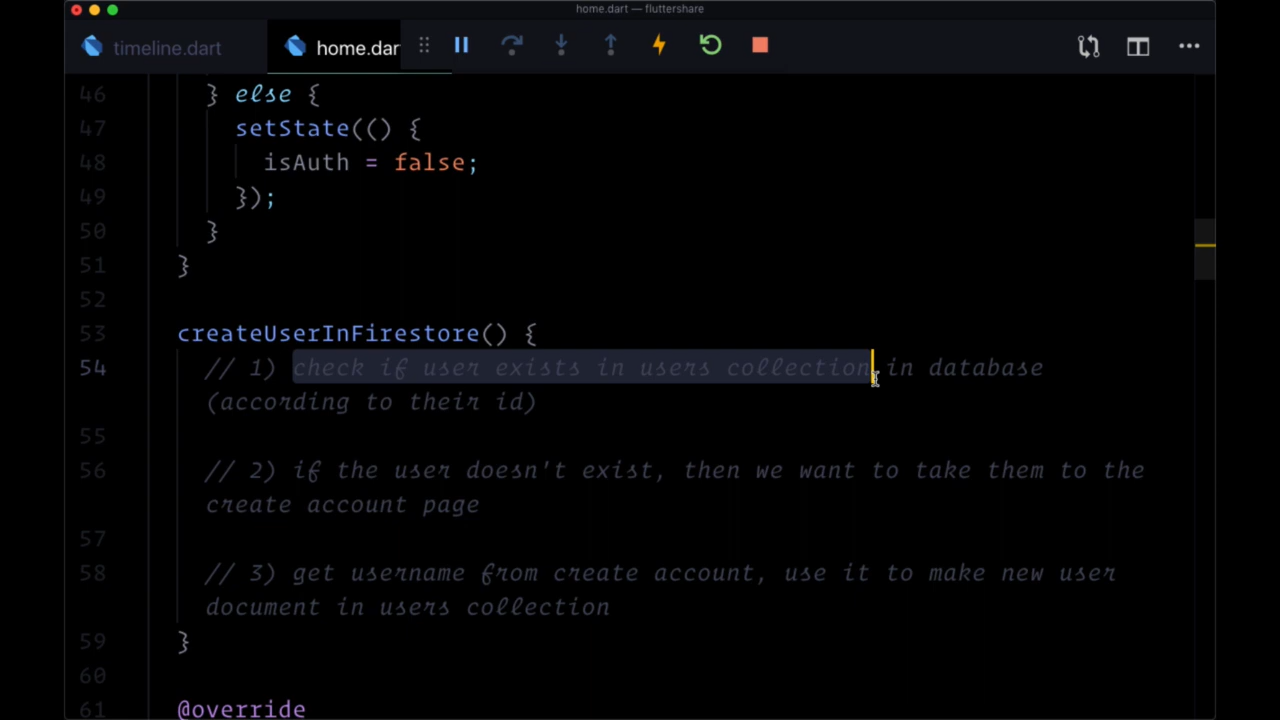 home.dart — fluttershare
timeline.dart
home.dar
46 } else {
47 setState(() {
48 isAuth = false;
49 });
50 }
51 }
52
53 createUserInFirestore() {
54 // 1) check if user exists in users collection in database
(according to their id)
55
56 // 2) if the user doesn't exist, then we want to take them to the
create account page
57
58 // 3) get username from create account, use it to make new user
document in users collection
59 }
60
61 @override